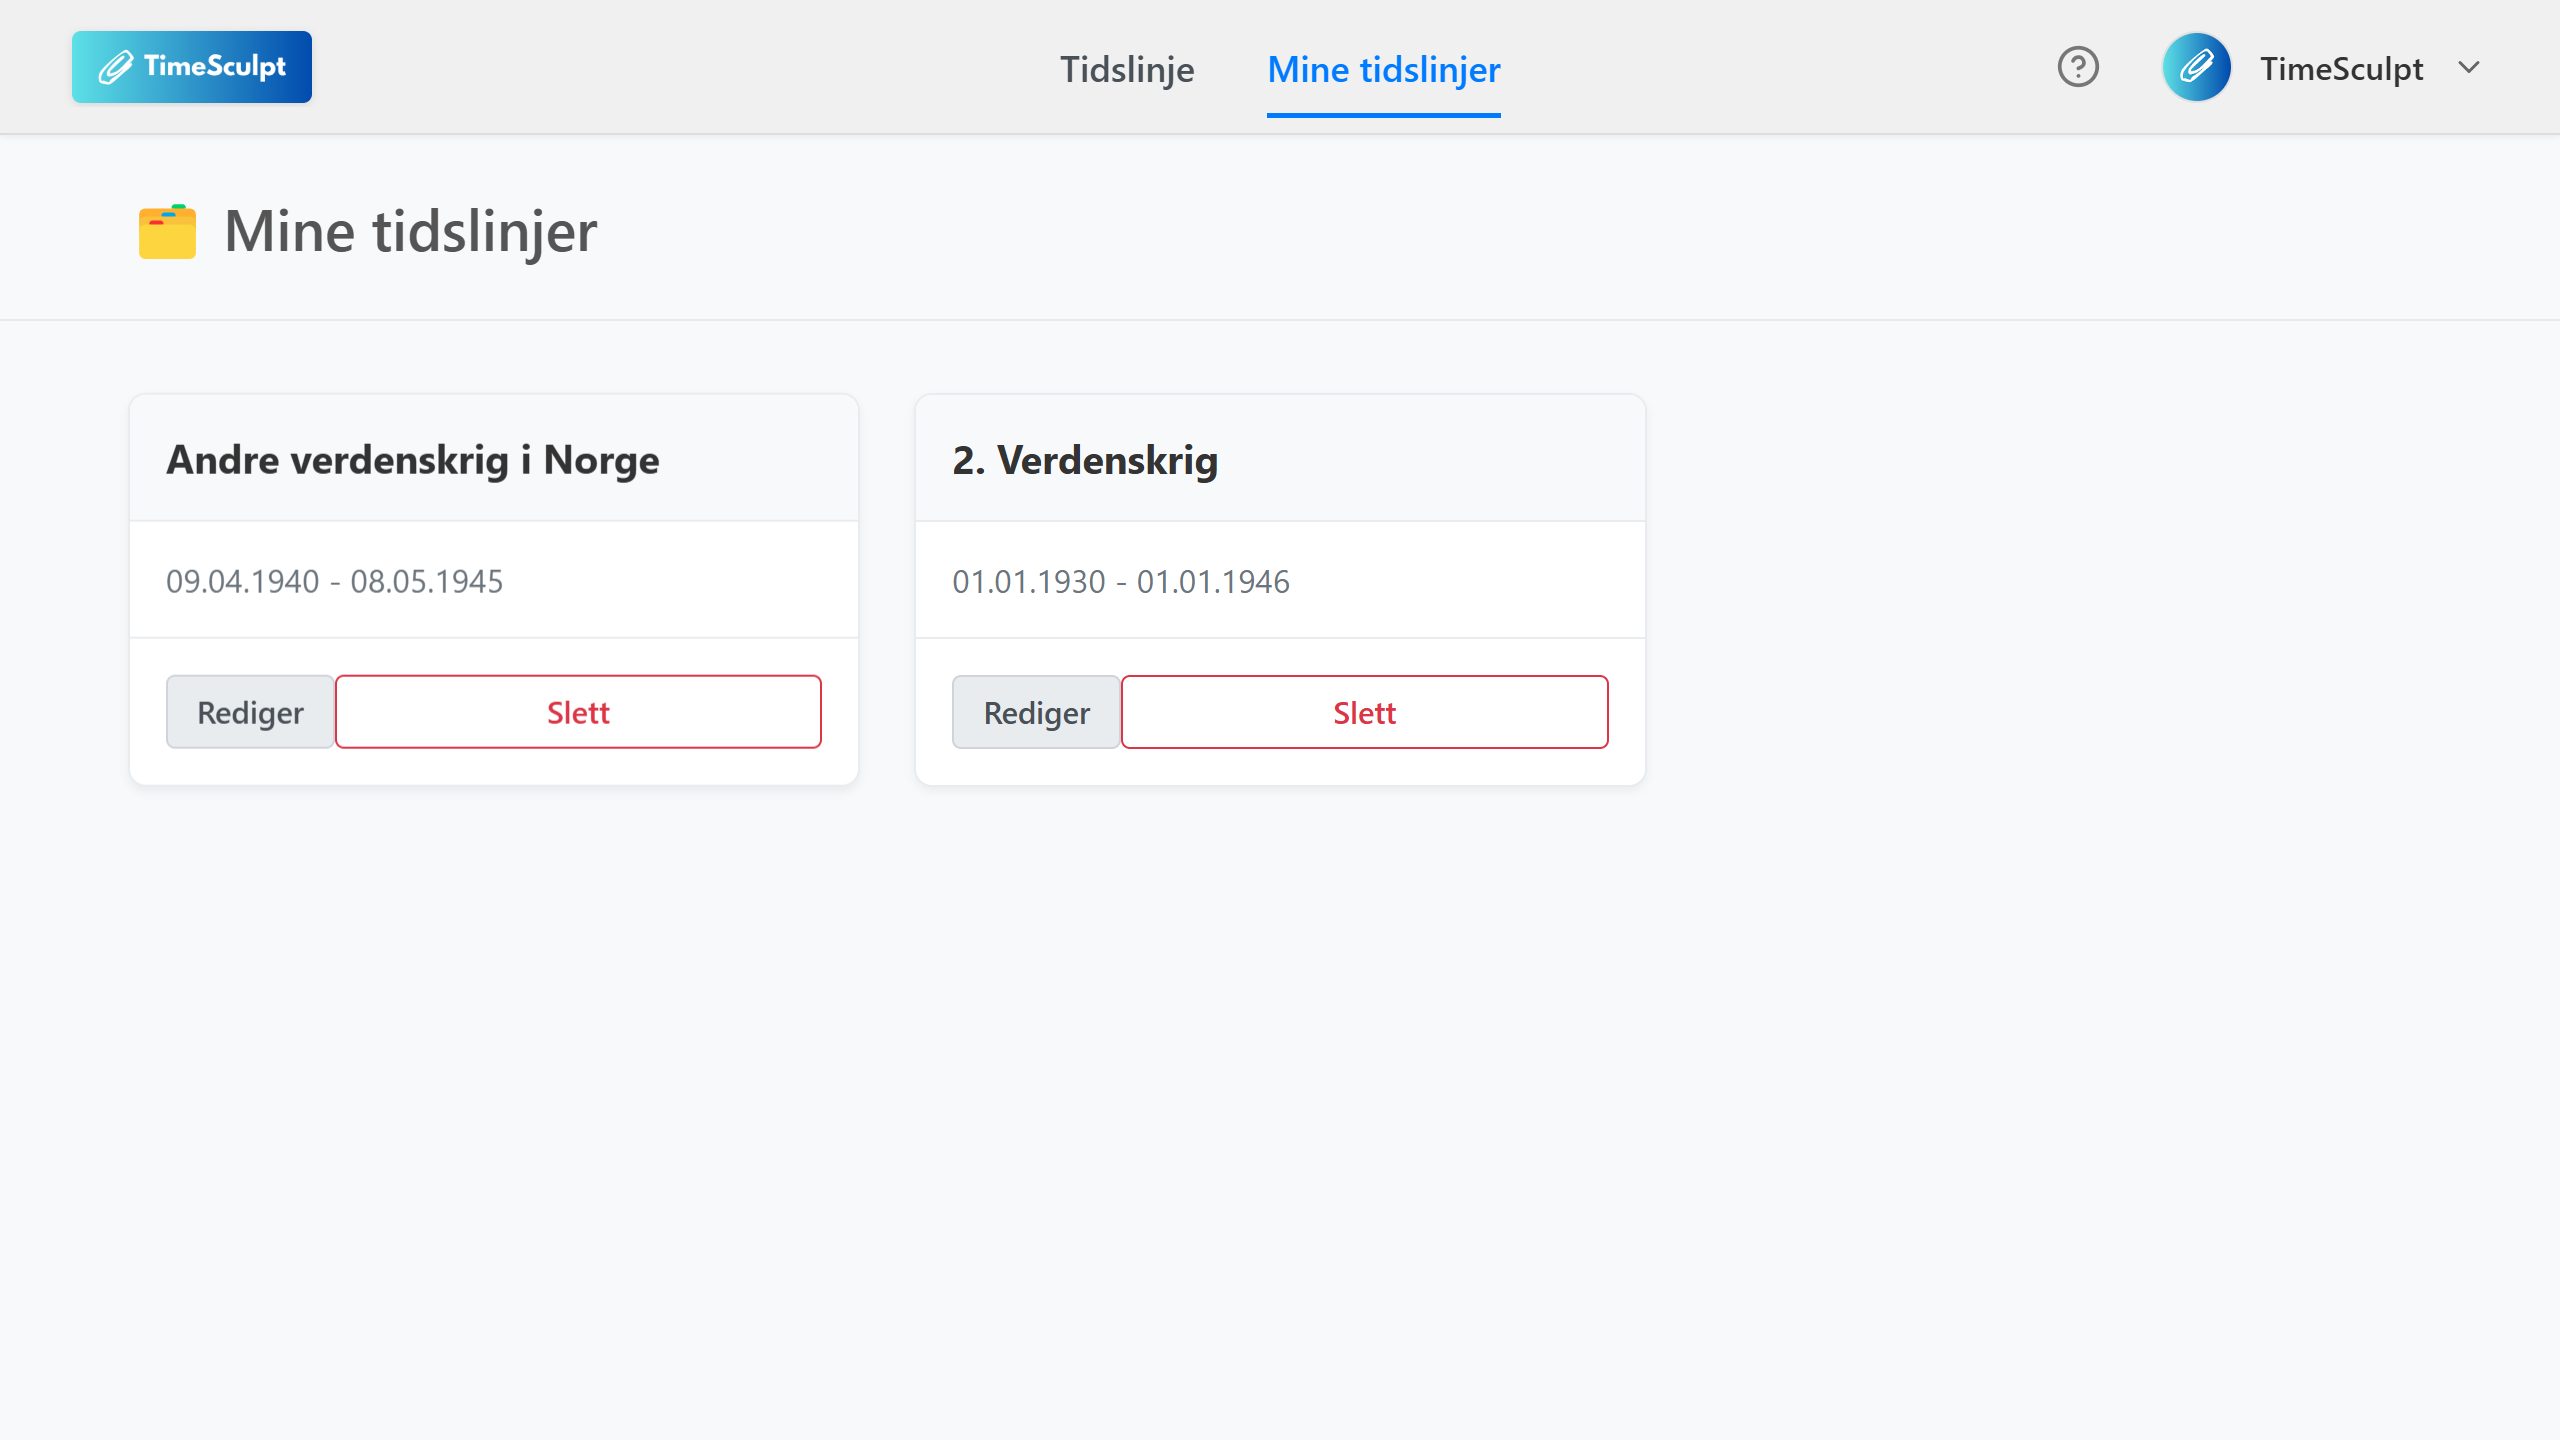 TimeSculpt
Tidslinje
Mine tidslinjer
TimeSculpt
Mine tidslinjer
Andre verdenskrig i Norge
09.04.1940 - 08.05.1945
Rediger
Slett
2. Verdenskrig
01.01.1930 - 01.01.1946
Rediger
Slett